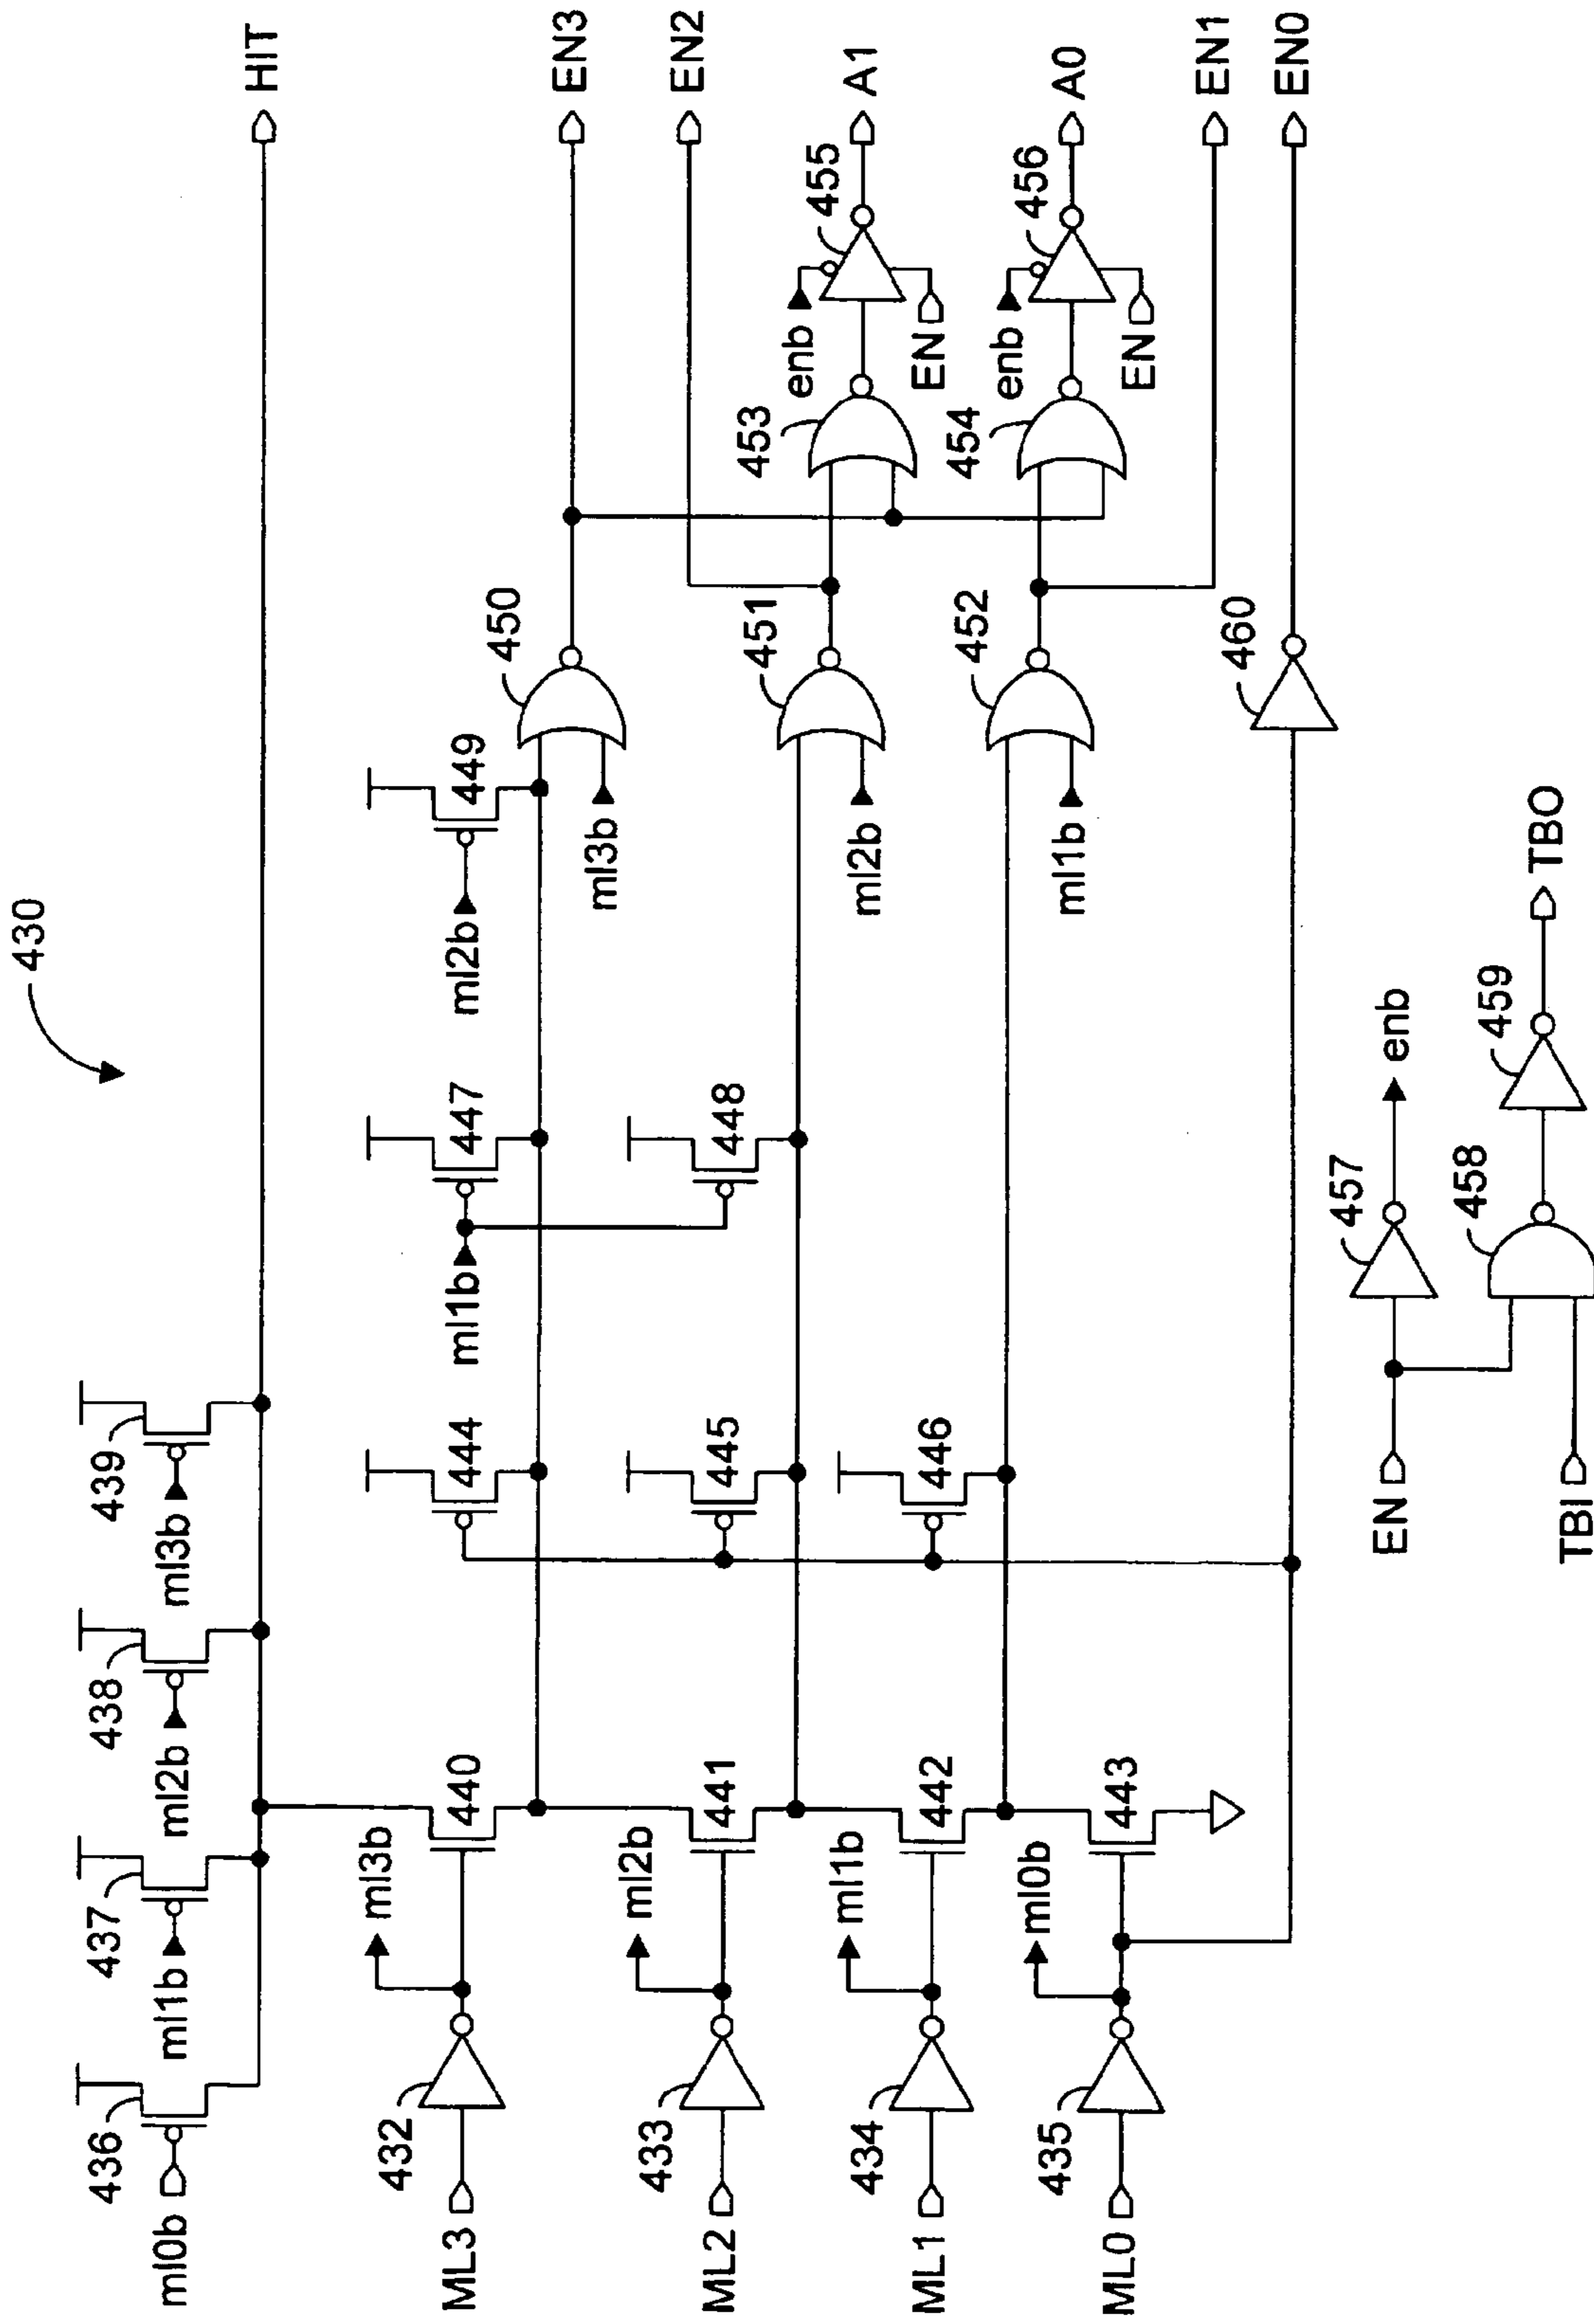 430
436
437
438
439
ml0b
ml1b
ml2b
ml3b
HIT
ML3
432
ml3b
440
444
ml1b
447
ml2b
449
ml3b
450
EN3
EN2
ML2
433
ml2b
441
445
448
ml2b
451
453
enb
EN
455
A1
ML1
434
ml1b
442
446
ml1b
452
454
enb
EN
456
A0
EN1
ML0
435
ml0b
443
460
EN0
EN
457
enb
TBI
458
459
TBO